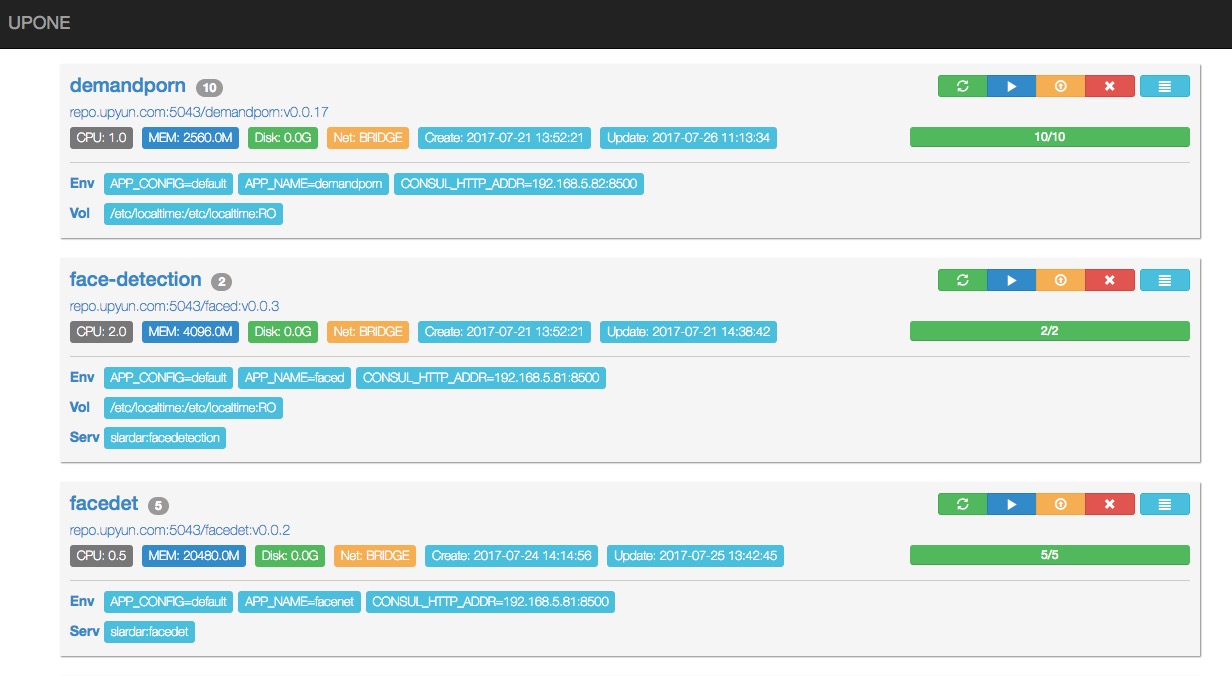 UPONE
demandporn 10
repo.upyun.com:5043/demandporn:v0.0.17
CPU: 1.0 MEM: 2560.0M Disk: 0.0G Net: BRIDGE Create: 2017-07-21 13:52:21 Update: 2017-07-26 11:13:34 10/10
Env APP_CONFIG=default APP_NAME=demandporn CONSUL_HTTP_ADDR=192.168.5.82:8500
Vol /etc/localtime:/etc/localtime:RO
face-detection 2
repo.upyun.com:5043/faced:v0.0.3
CPU: 2.0 MEM: 4096.0M Disk: 0.0G Net: BRIDGE Create: 2017-07-21 13:52:21 Update: 2017-07-21 14:38:42 2/2
Env APP_CONFIG=default APP_NAME=faced CONSUL_HTTP_ADDR=192.168.5.81:8500
Vol /etc/localtime:/etc/localtime:RO
Serv slardar:facedetection
facedet 5
repo.upyun.com:5043/facedet:v0.0.2
CPU: 0.5 MEM: 20480.0M Disk: 0.0G Net: BRIDGE Create: 2017-07-24 14:14:56 Update: 2017-07-25 13:42:45 5/5
Env APP_CONFIG=default APP_NAME=facenet CONSUL_HTTP_ADDR=192.168.5.81:8500
Serv slardar:facedet